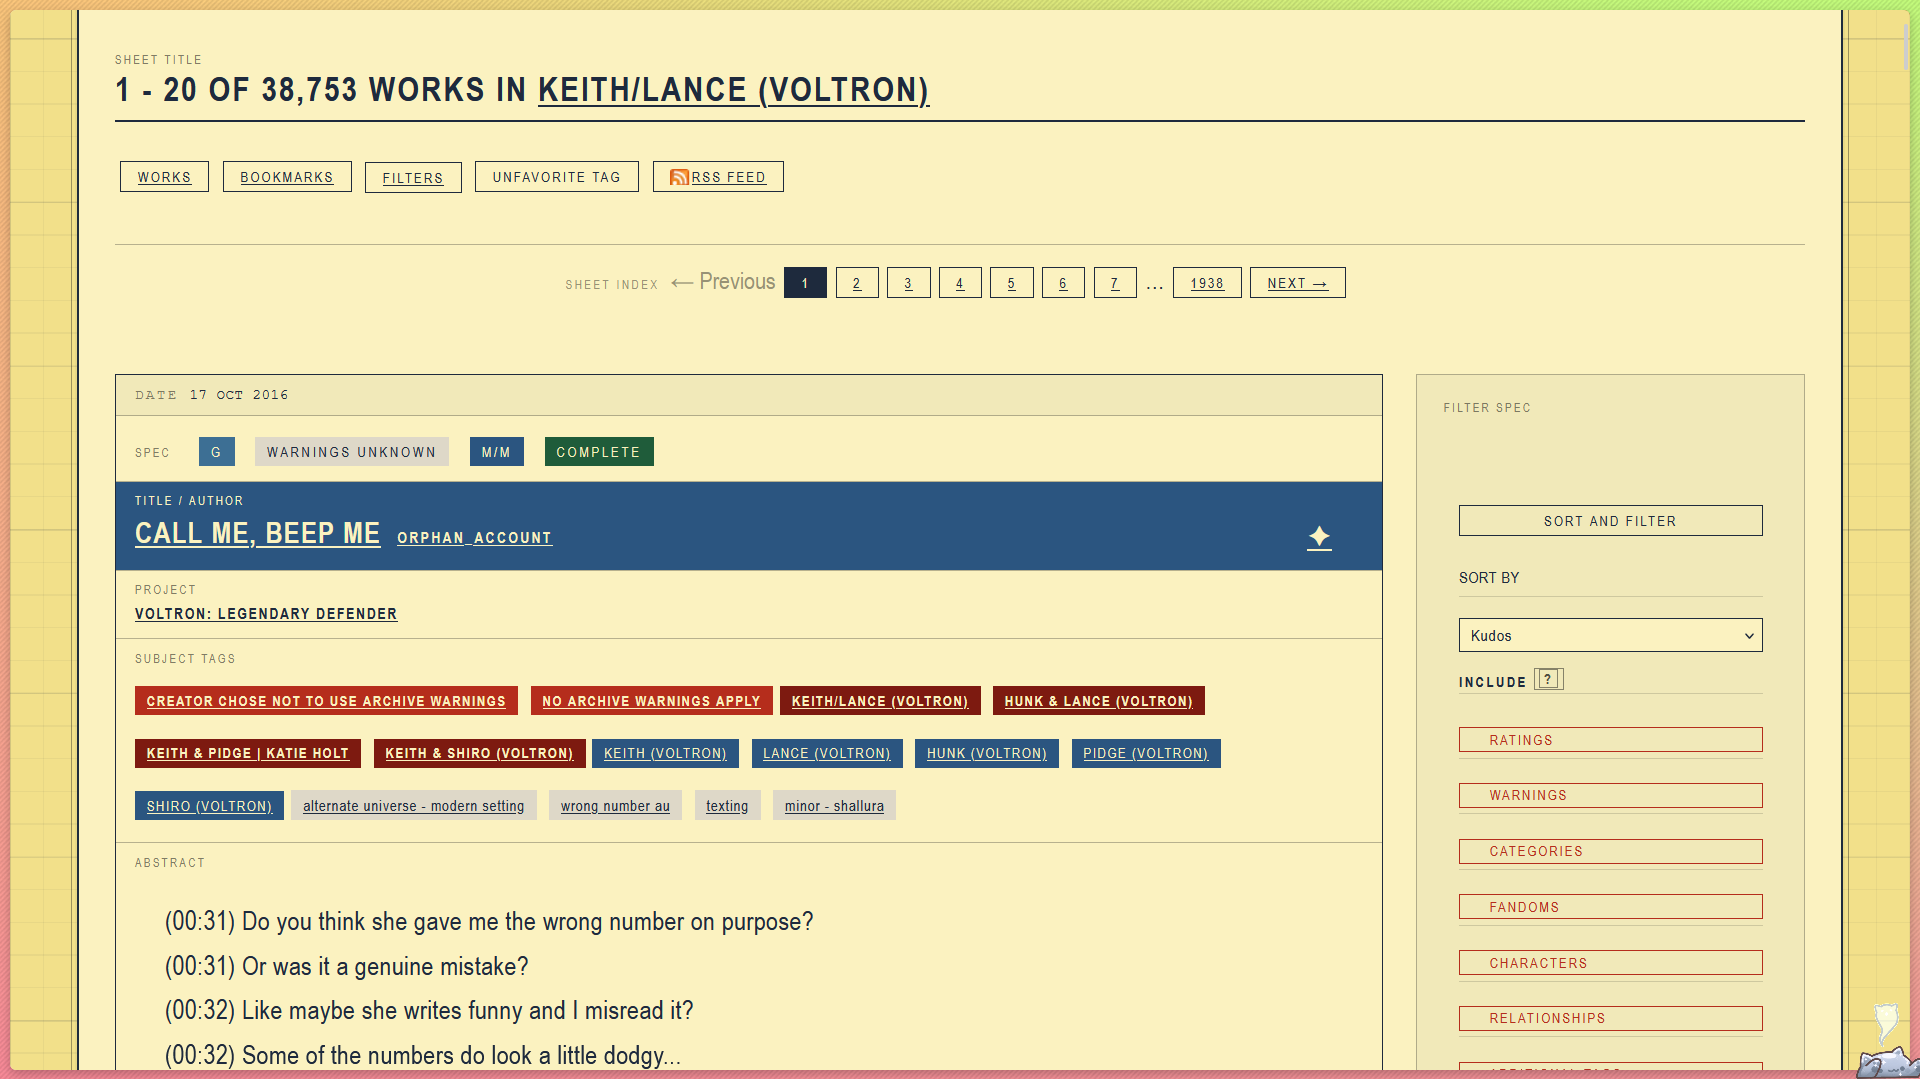 SHEET TITLE
1 - 20 OF 38,753 WORKS IN KEITH/LANCE (VOLTRON)
WORKS BOOKMARKS FILTERS UNFAVORITE TAG RSS FEED
SHEET INDEX ← Previous 1 2 3 4 5 6 7 ... 1938 NEXT →
DATE 17 OCT 2016
SPEC G WARNINGS UNKNOWN M/M COMPLETE
TITLE / AUTHOR
CALL ME, BEEP ME ORPHAN_ACCOUNT
PROJECT
VOLTRON: LEGENDARY DEFENDER
SUBJECT TAGS
CREATOR CHOSE NOT TO USE ARCHIVE WARNINGS NO ARCHIVE WARNINGS APPLY KEITH/LANCE (VOLTRON) HUNK & LANCE (VOLTRON)
KEITH & PIDGE | KATIE HOLT KEITH & SHIRO (VOLTRON) KEITH (VOLTRON) LANCE (VOLTRON) HUNK (VOLTRON) PIDGE (VOLTRON)
SHIRO (VOLTRON) alternate universe - modern setting wrong number au texting minor - shallura
ABSTRACT
(00:31) Do you think she gave me the wrong number on purpose?
(00:31) Or was it a genuine mistake?
(00:32) Like maybe she writes funny and I misread it?
(00:32) Some of the numbers do look a little dodgy...
FILTER SPEC
SORT AND FILTER
SORT BY
Kudos
INCLUDE ?
RATINGS
WARNINGS
CATEGORIES
FANDOMS
CHARACTERS
RELATIONSHIPS